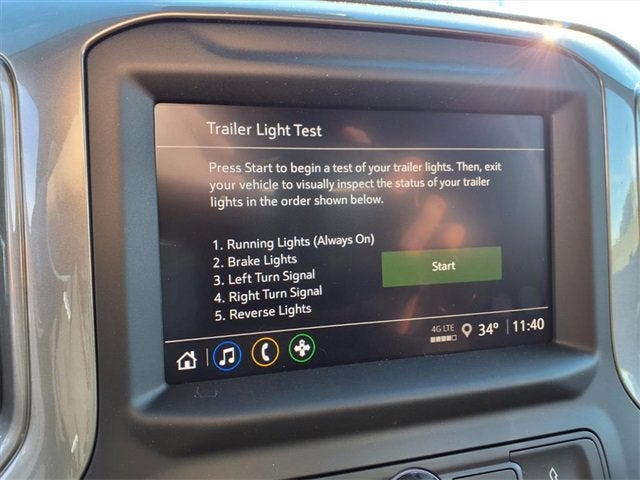 Trailer Light Test
Press Start to begin a test of your trailer lights. Then, exit
your vehicle to visually inspect the status of your trailer
lights in the order shown below.
1. Running Lights (Always On)
2. Brake Lights
3. Left Turn Signal
4. Right Turn Signal
5. Reverse Lights
Start
4G LTE
34°
11:40